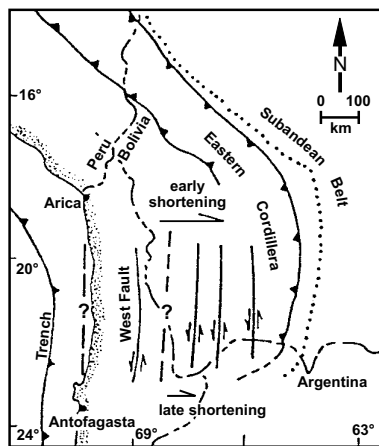 16°
N
0 100
km
Subandean
Belt
Peru
Bolivia
Eastern
Cordillera
early
shortening
Arica
20°
?
West Fault
?
Trench
Argentina
late shortening
24°
Antofagasta
69°
63°